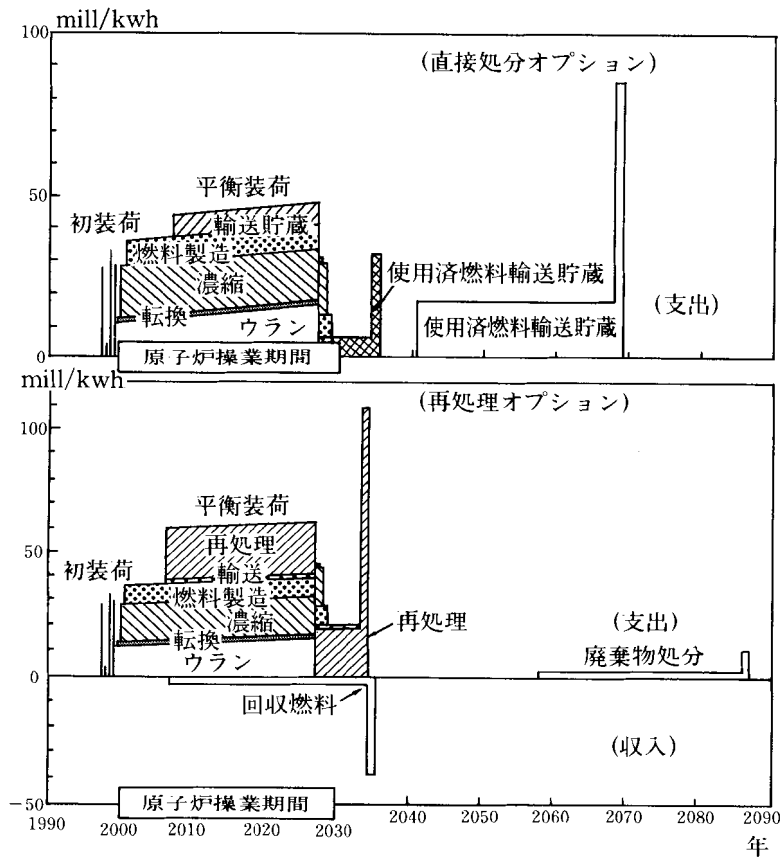 mill/kwh
100
(直接処分オプション)
50
平衡装荷
初装荷
輸送貯蔵
燃料製造
濃縮
使用済燃料輸送貯蔵
(支出)
転換
ウラン
使用済燃料輸送貯蔵
0
原子炉操業期間
mill/kwh
(再処理オプション)
100
平衡装荷
50
再処理
初装荷
輸送
燃料製造
濃縮
再処理
(支出)
転換
廃棄物処分
ウラン
0
回収燃料
(収入)
原子炉操業期間
-50
1990 2000 2010 2020 2030 2040 2050 2060 2070 2080 2090
年